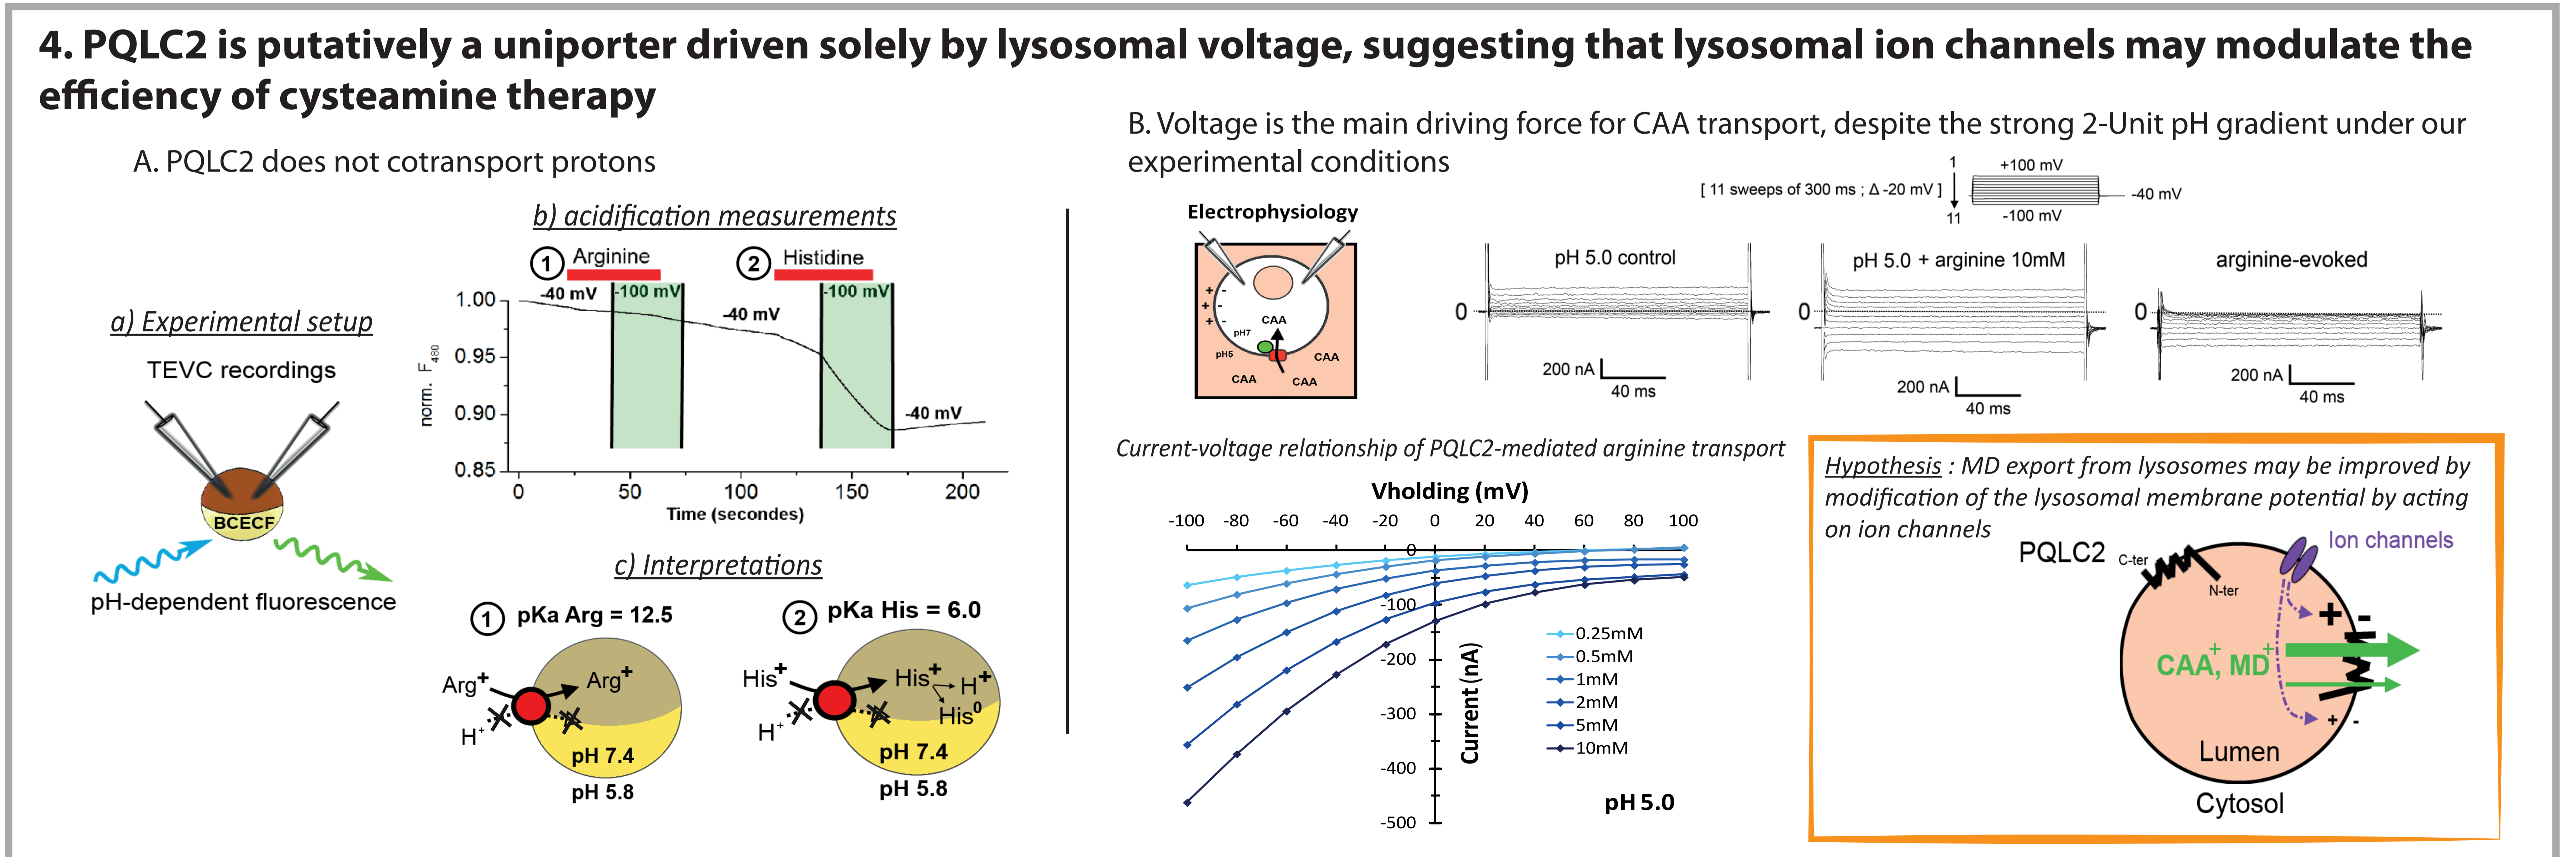 4. PQLC2 is putatively a uniporter driven solely by lysosomal voltage, suggesting that lysosomal ion channels may modulate the
efficiency of cysteamine therapy
A. PQLC2 does not cotransport protons
a) Experimental setup
TEVC recordings
BCECF
pH-dependent fluorescence
b) acidification measurements
1 Arginine
2 Histidine
-40 mV
-100 mV
-40 mV
-100 mV
-40 mV
norm. F480
1.00
0.95
0.90
0.85
0 50 100 150 200
Time (secondes)
c) Interpretations
1 pKa Arg = 12.5
Arg+
Arg+
H+
pH 7.4
pH 5.8
2 pKa His = 6.0
His+
His+
H+
His0
H+
pH 7.4
pH 5.8
B. Voltage is the main driving force for CAA transport, despite the strong 2-Unit pH gradient under our
experimental conditions
[ 11 sweeps of 300 ms ; Δ -20 mV ]
1
11
+100 mV
-40 mV
-100 mV
Electrophysiology
+ -
+ -
+ -
CAA
pH7
pH5
CAA
CAA
CAA
pH 5.0 control
0
200 nA
40 ms
pH 5.0 + arginine 10mM
0
200 nA
40 ms
arginine-evoked
0
200 nA
40 ms
Current-voltage relationship of PQLC2-mediated arginine transport
Vholding (mV)
-100 -80 -60 -40 -20 0 20 40 60 80 100
0
-100
-200
-300
-400
-500
Current (nA)
0.25mM
0.5mM
1mM
2mM
5mM
10mM
pH 5.0
Hypothesis : MD export from lysosomes may be improved by
modification of the lysosomal membrane potential by acting
on ion channels
PQLC2
C-ter
N-ter
Ion channels
+ -
CAA+, MD+
+ -
Lumen
Cytosol